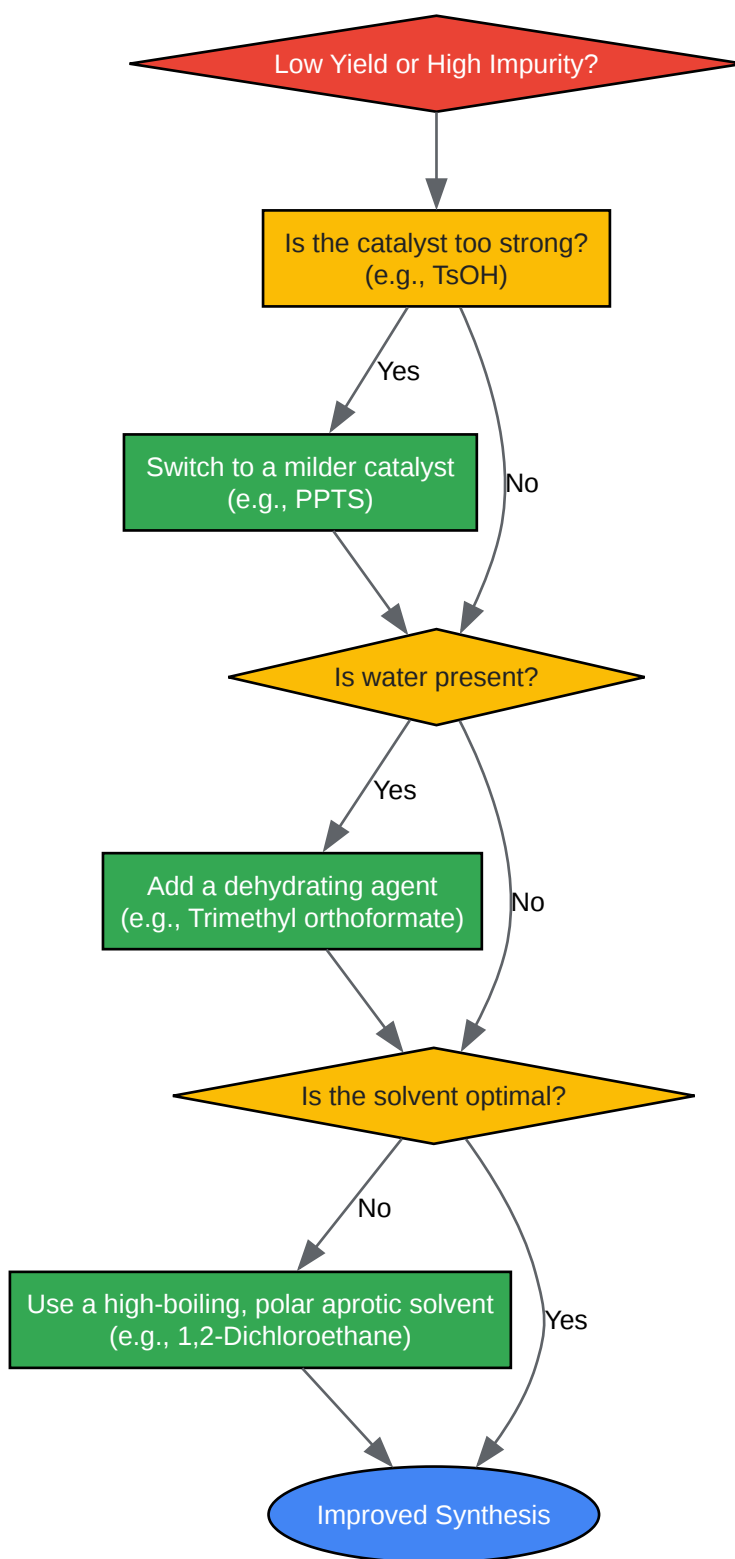 Low Yield or High Impurity?
Is the catalyst too strong?
(e.g., TsOH)
Yes
Switch to a milder catalyst
(e.g., PPTS)
No
Is water present?
Yes
Add a dehydrating agent
(e.g., Trimethyl orthoformate)
No
Is the solvent optimal?
No
Use a high-boiling, polar aprotic solvent
(e.g., 1,2-Dichloroethane)
Yes
Improved Synthesis